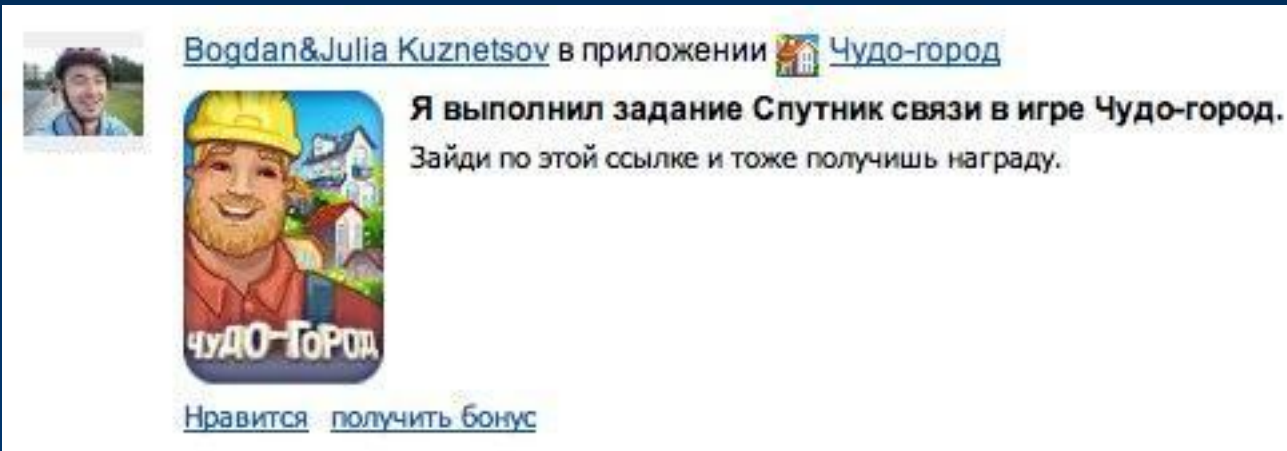 Bogdan&Julia Kuznetsov в приложении Чудо-город
Я выполнил задание Спутник связи в игре Чудо-город.
Зайди по этой ссылке и тоже получишь награду.
ЧУДО-ГОРОД
Нравится получить бонус